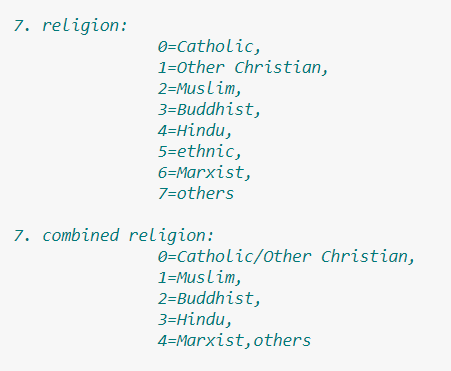 7. religion:
0=Catholic,
1=Other Christian,
2=Muslim,
3=Buddhist,
4=Hindu,
5=ethnic,
6=Marxist,
7=others
7. combined religion:
0=Catholic/Other Christian,
1=Muslim,
2=Buddhist,
3=Hindu,
4=Marxist,others